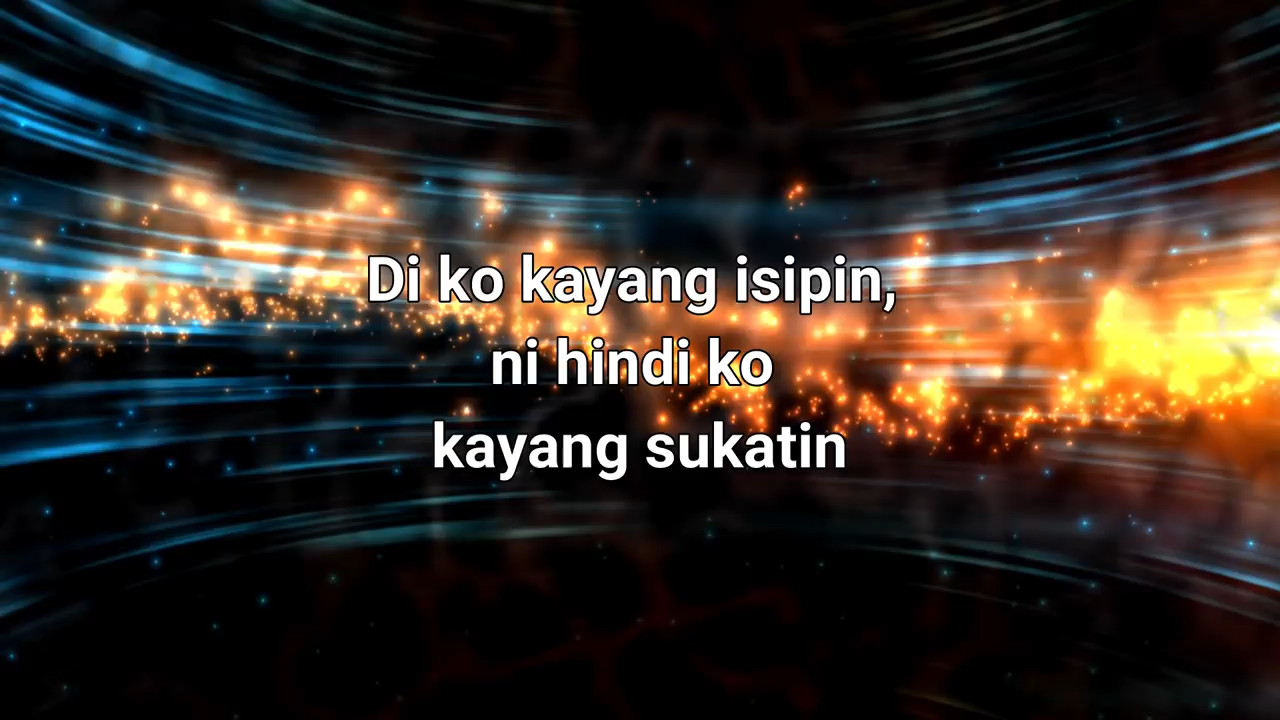 Di ko kayang isipin,
ni hindi ko
kayang sukatin